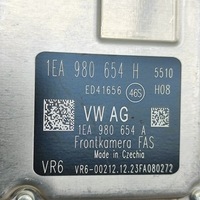 1EA 980 654 H 5510
ED41656 46S H08
VW AG
1EA 980 654 A
Frontkamera FAS
Made in Czechia
VR6 VR6-00212.12.23FA080272